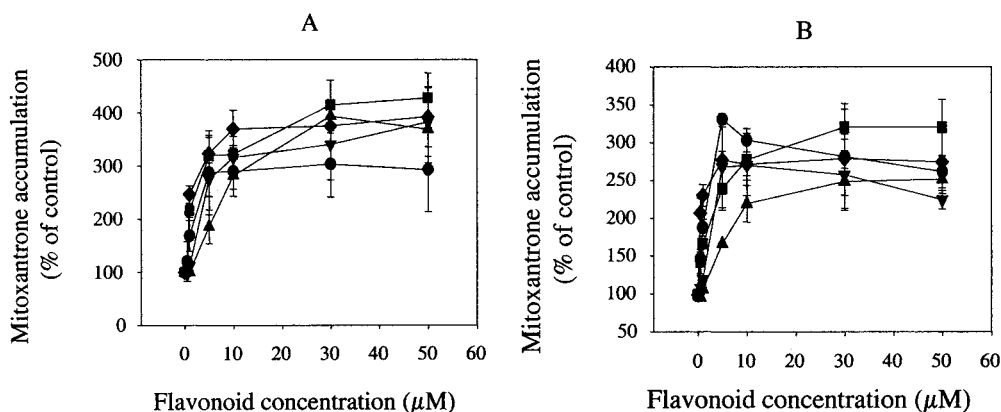 A
Mitoxantrone accumulation
(% of control)
500
400
300
200
100
0
0 10 20 30 40 50 60
Flavonoid concentration (µM)
B
Mitoxantrone accumulation
(% of control)
400
350
300
250
200
150
100
50
0 10 20 30 40 50 60
Flavonoid concentration (µM)